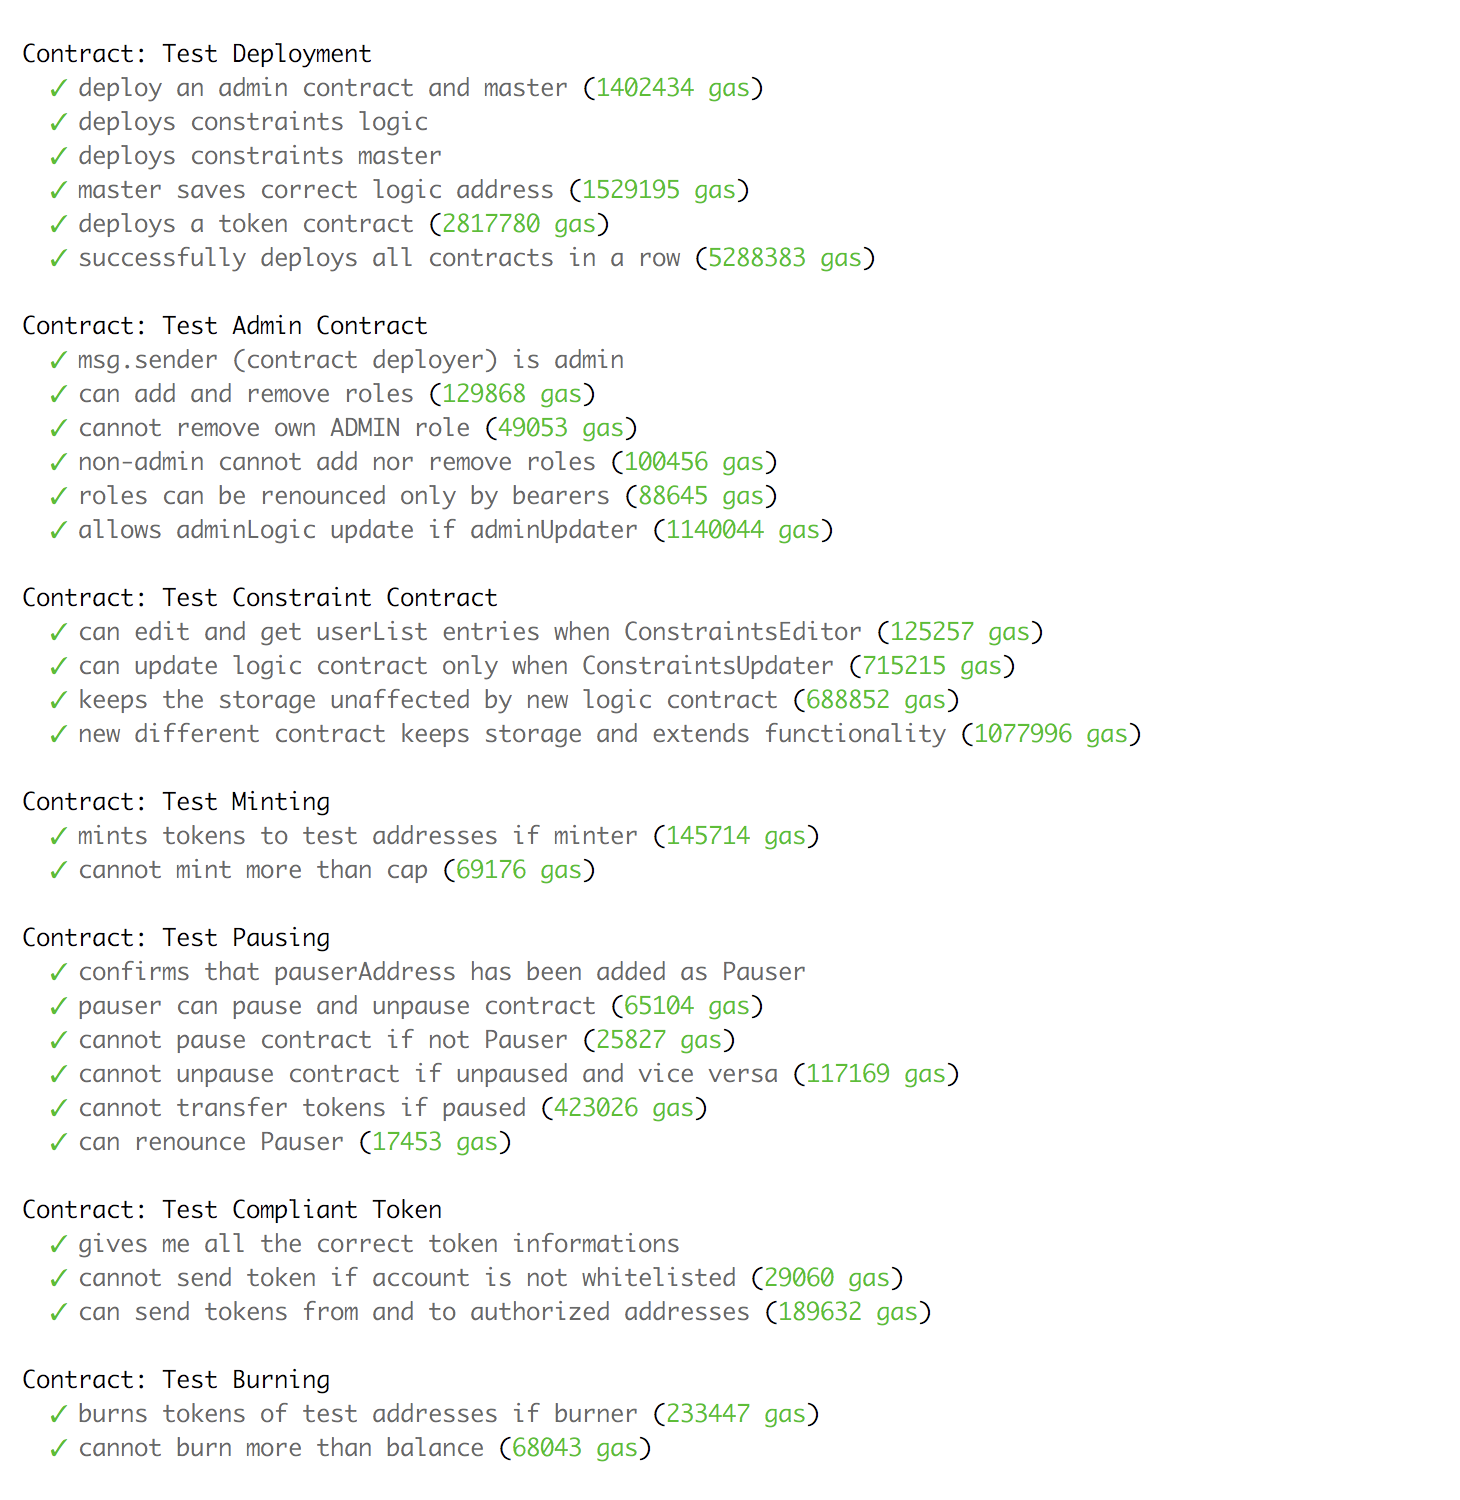 Contract: Test Deployment
✓ deploy an admin contract and master (1402434 gas)
✓ deploys constraints logic
✓ deploys constraints master
✓ master saves correct logic address (1529195 gas)
✓ deploys a token contract (2817780 gas)
✓ successfully deploys all contracts in a row (5288383 gas)
Contract: Test Admin Contract
✓ msg.sender (contract deployer) is admin
✓ can add and remove roles (129868 gas)
✓ cannot remove own ADMIN role (49053 gas)
✓ non-admin cannot add nor remove roles (100456 gas)
✓ roles can be renounced only by bearers (88645 gas)
✓ allows adminLogic update if adminUpdater (1140044 gas)
Contract: Test Constraint Contract
✓ can edit and get userList entries when ConstraintsEditor (125257 gas)
✓ can update logic contract only when ConstraintsUpdater (715215 gas)
✓ keeps the storage unaffected by new logic contract (688852 gas)
✓ new different contract keeps storage and extends functionality (1077996 gas)
Contract: Test Minting
✓ mints tokens to test addresses if minter (145714 gas)
✓ cannot mint more than cap (69176 gas)
Contract: Test Pausing
✓ confirms that pauserAddress has been added as Pauser
✓ pauser can pause and unpause contract (65104 gas)
✓ cannot pause contract if not Pauser (25827 gas)
✓ cannot unpause contract if unpaused and vice versa (117169 gas)
✓ cannot transfer tokens if paused (423026 gas)
✓ can renounce Pauser (17453 gas)
Contract: Test Compliant Token
✓ gives me all the correct token informations
✓ cannot send token if account is not whitelisted (29060 gas)
✓ can send tokens from and to authorized addresses (189632 gas)
Contract: Test Burning
✓ burns tokens of test addresses if burner (233447 gas)
✓ cannot burn more than balance (68043 gas)